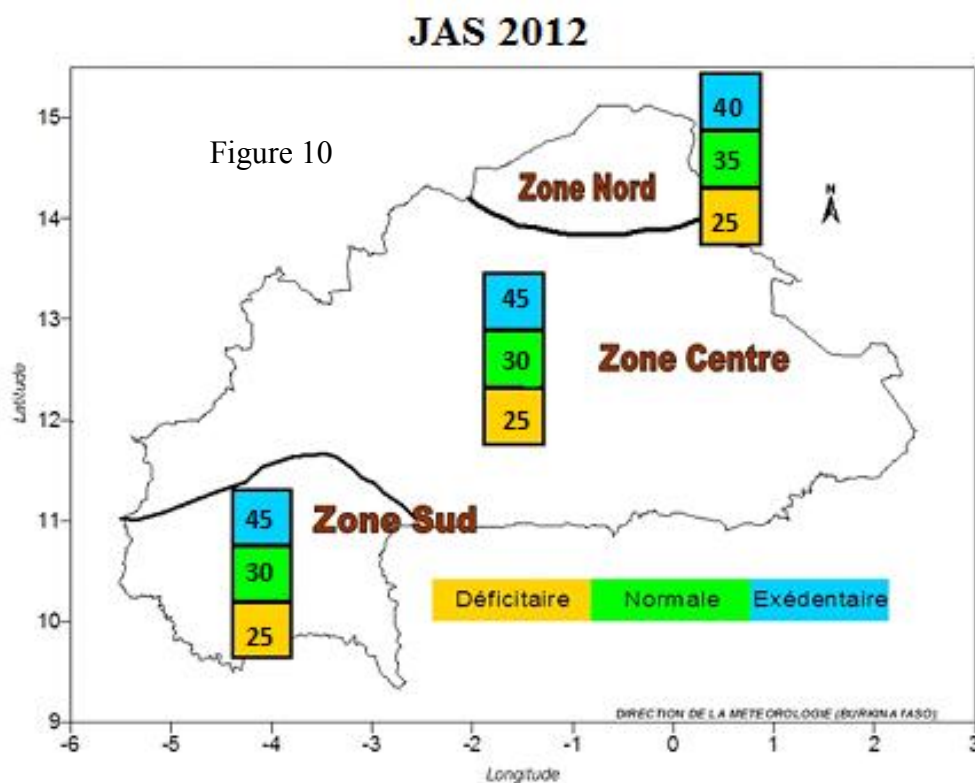 JAS 2012
Figure 10
Zone Nord
40
35
25
N
45
30
25
Zone Centre
Zone Sud
45
30
25
Déficitaire Normale Exédentaire
DIRECTION DE LA METEOROLOGIE (BURKINA FASO)
Latitude
15
14
13
12
11
10
9
-6 -5 -4 -3 -2 -1 0 1 2 3
Longitude